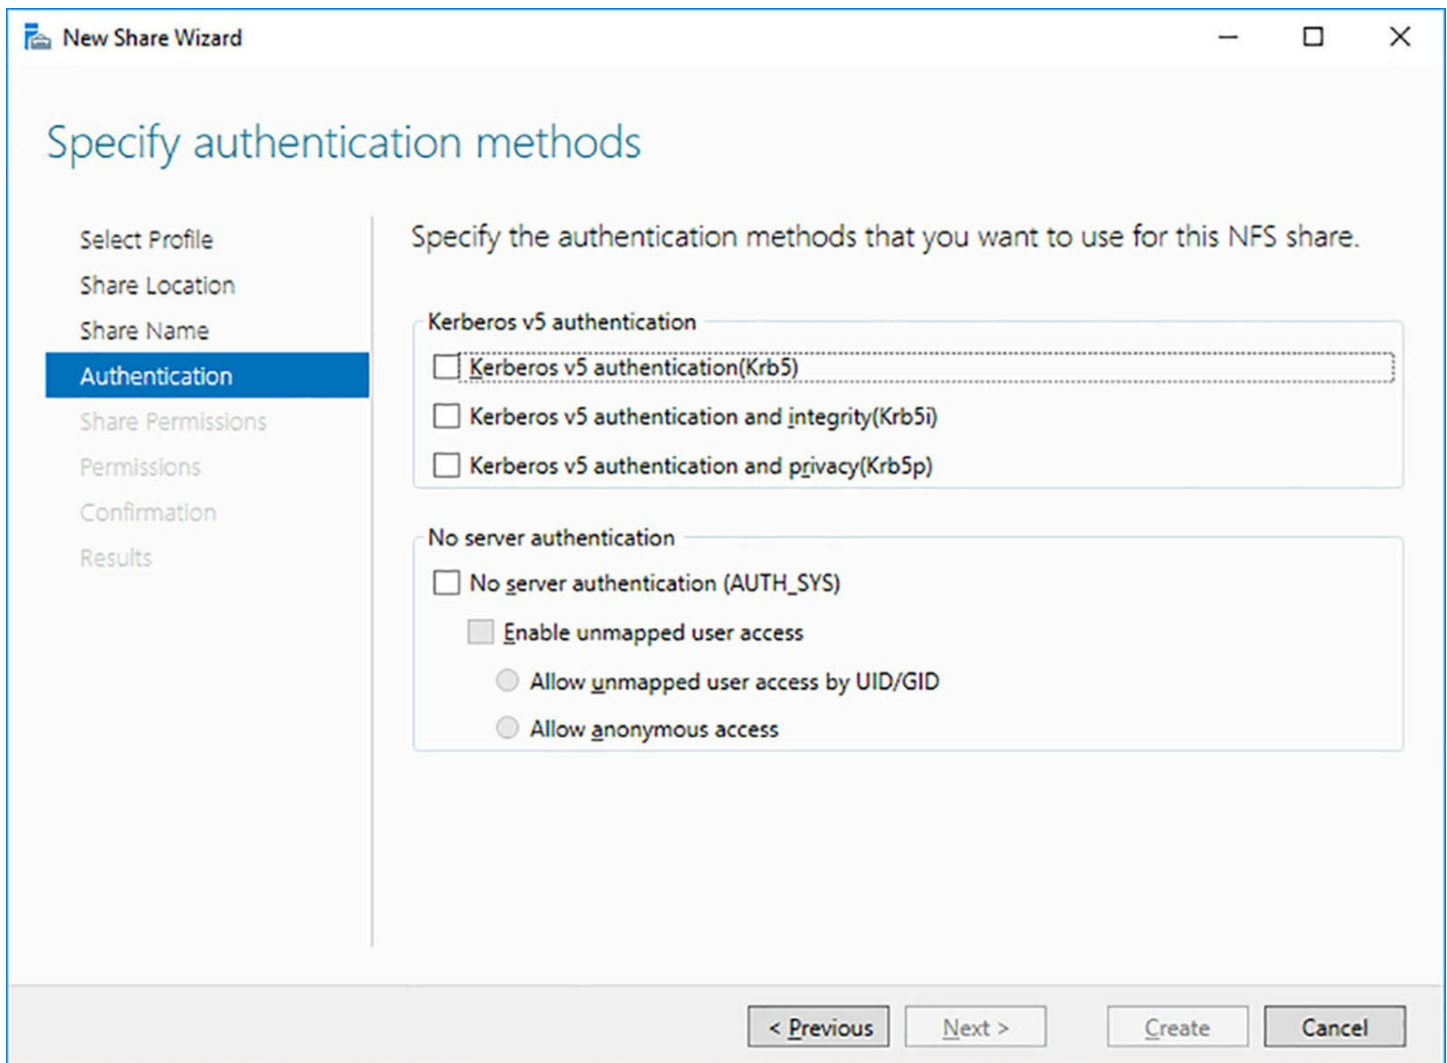 New Share Wizard
Specify authentication methods
Select Profile
Share Location
Share Name
Authentication
Share Permissions
Permissions
Confirmation
Results
Specify the authentication methods that you want to use for this NFS share.
Kerberos v5 authentication
Kerberos v5 authentication(Krb5)
Kerberos v5 authentication and integrity(Krb5i)
Kerberos v5 authentication and privacy(Krb5p)
No server authentication
No server authentication (AUTH_SYS)
Enable unmapped user access
Allow unmapped user access by UID/GID
Allow anonymous access
< Previous
Next >
Create
Cancel